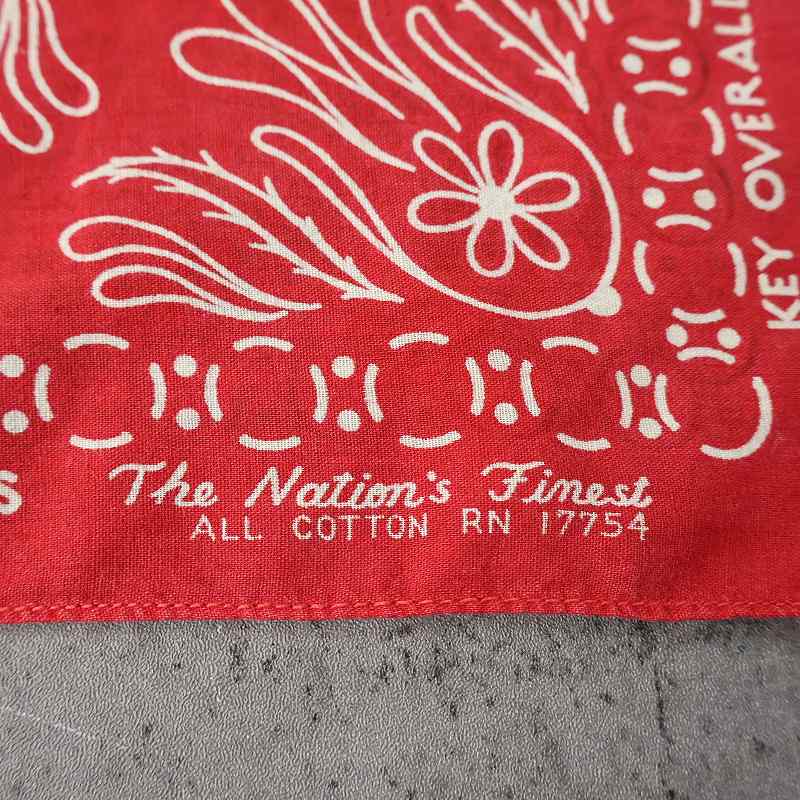 KEY OVERALL
S
The Nation's Finest
ALL COTTON RN 17754